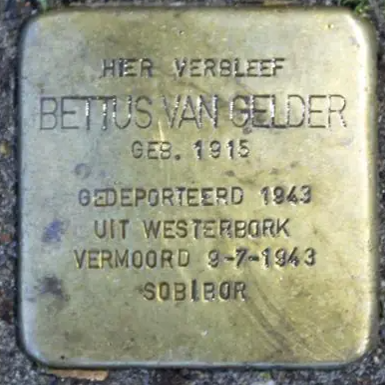 HIER VERBLEEF
BETTUS VAN GELDER
GEB. 1915
GEDEPORTEERD 1943
UIT WESTERBORK
VERMOORD 9-7-1943
SOBIBOR